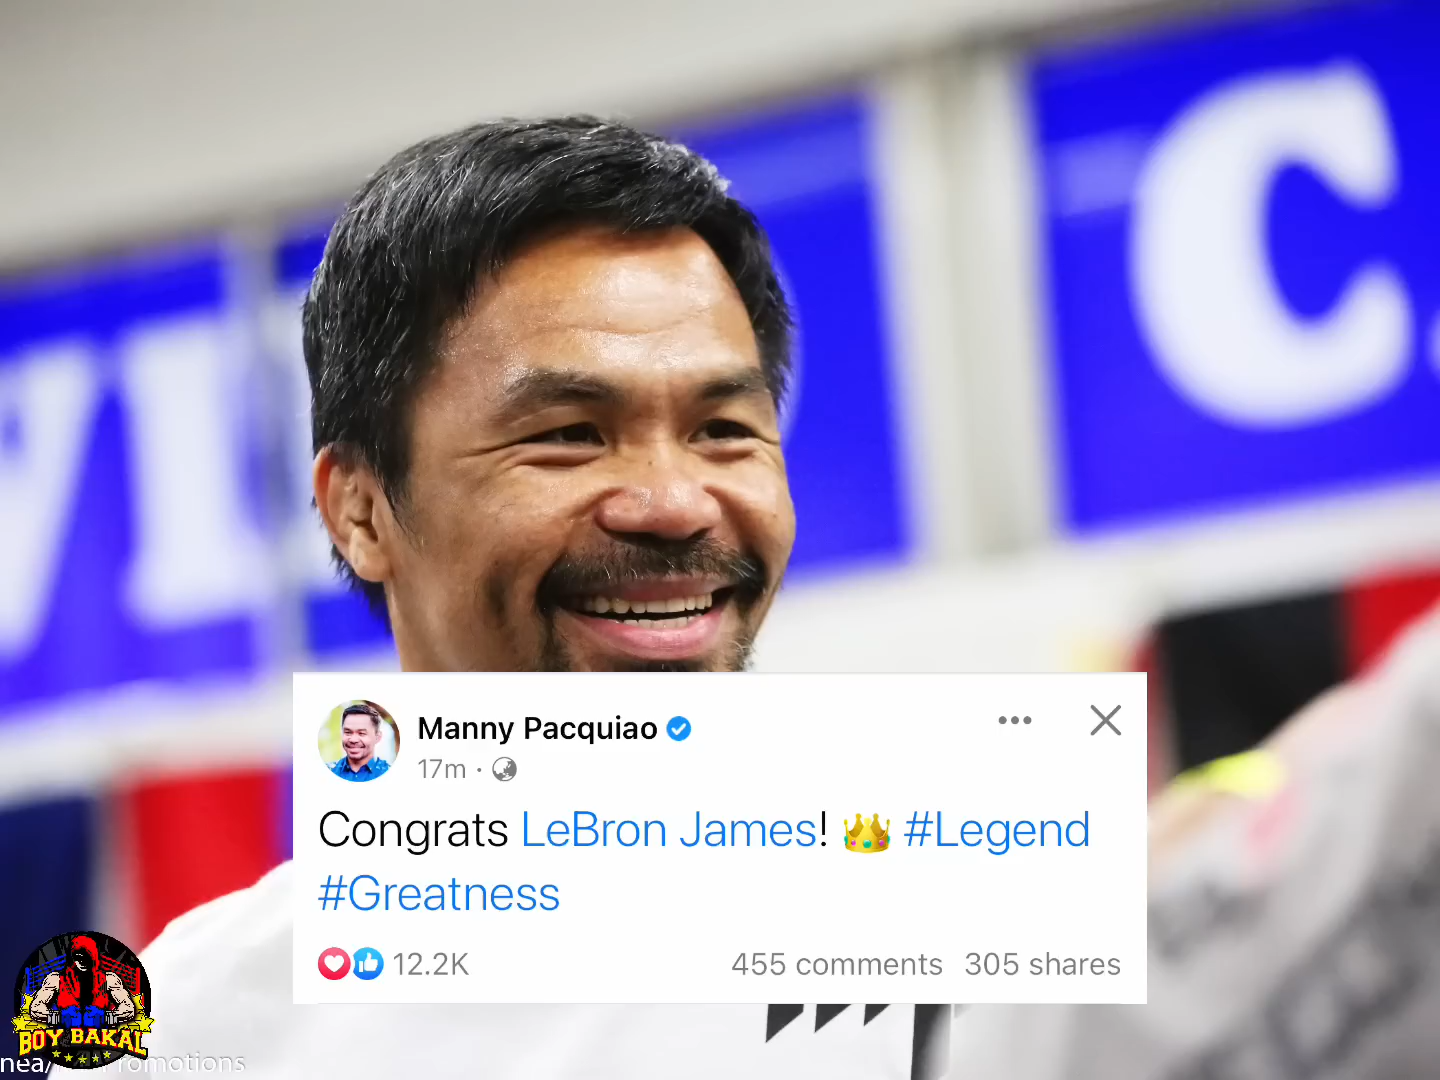 C
Manny Pacquiao
17m ·
Congrats LeBron James! 👑 #Legend
#Greatness
12.2K 455 comments 305 shares
BOY BAKAL